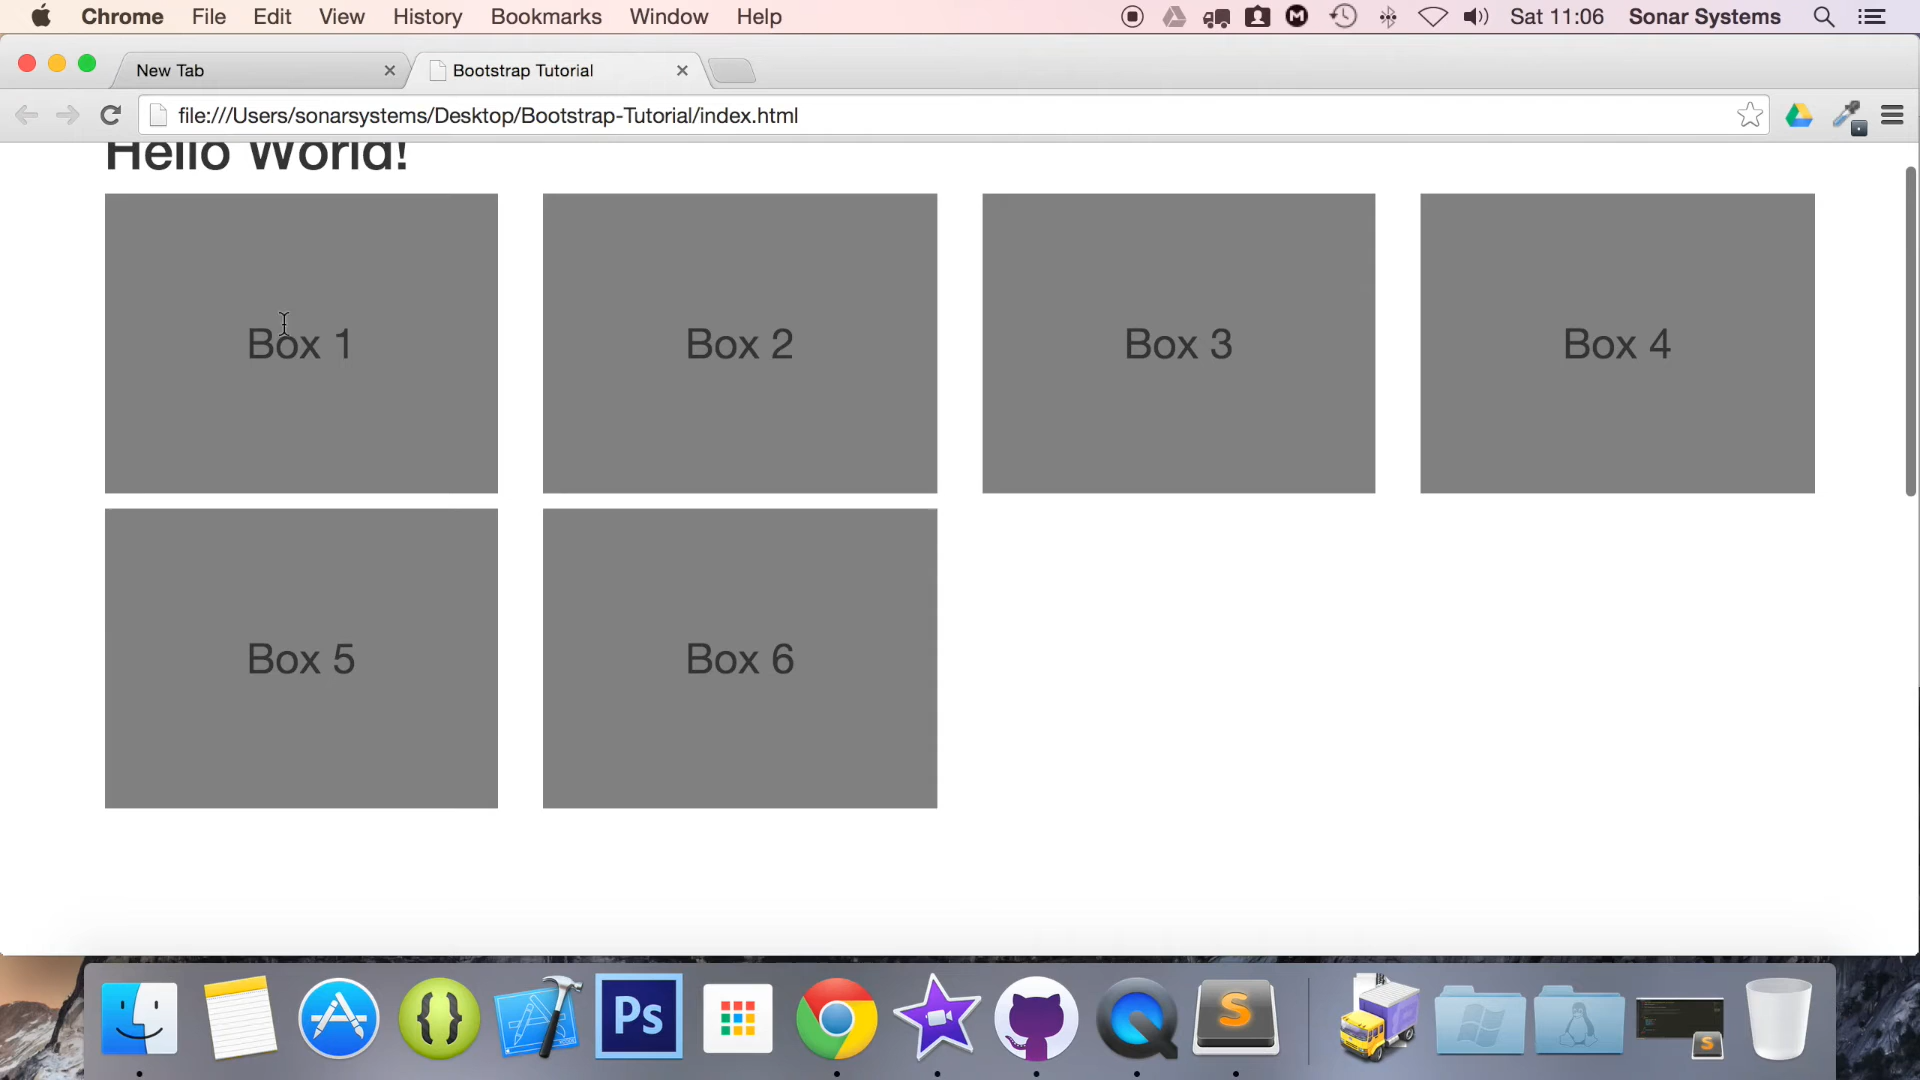 Chrome File Edit View History Bookmarks Window Help
Sat 11:06 Sonar Systems
New Tab
Bootstrap Tutorial
file:///Users/sonarsystems/Desktop/Bootstrap-Tutorial/index.html
Hello World!
Box 1
Box 2
Box 3
Box 4
Box 5
Box 6
Ps
S
S